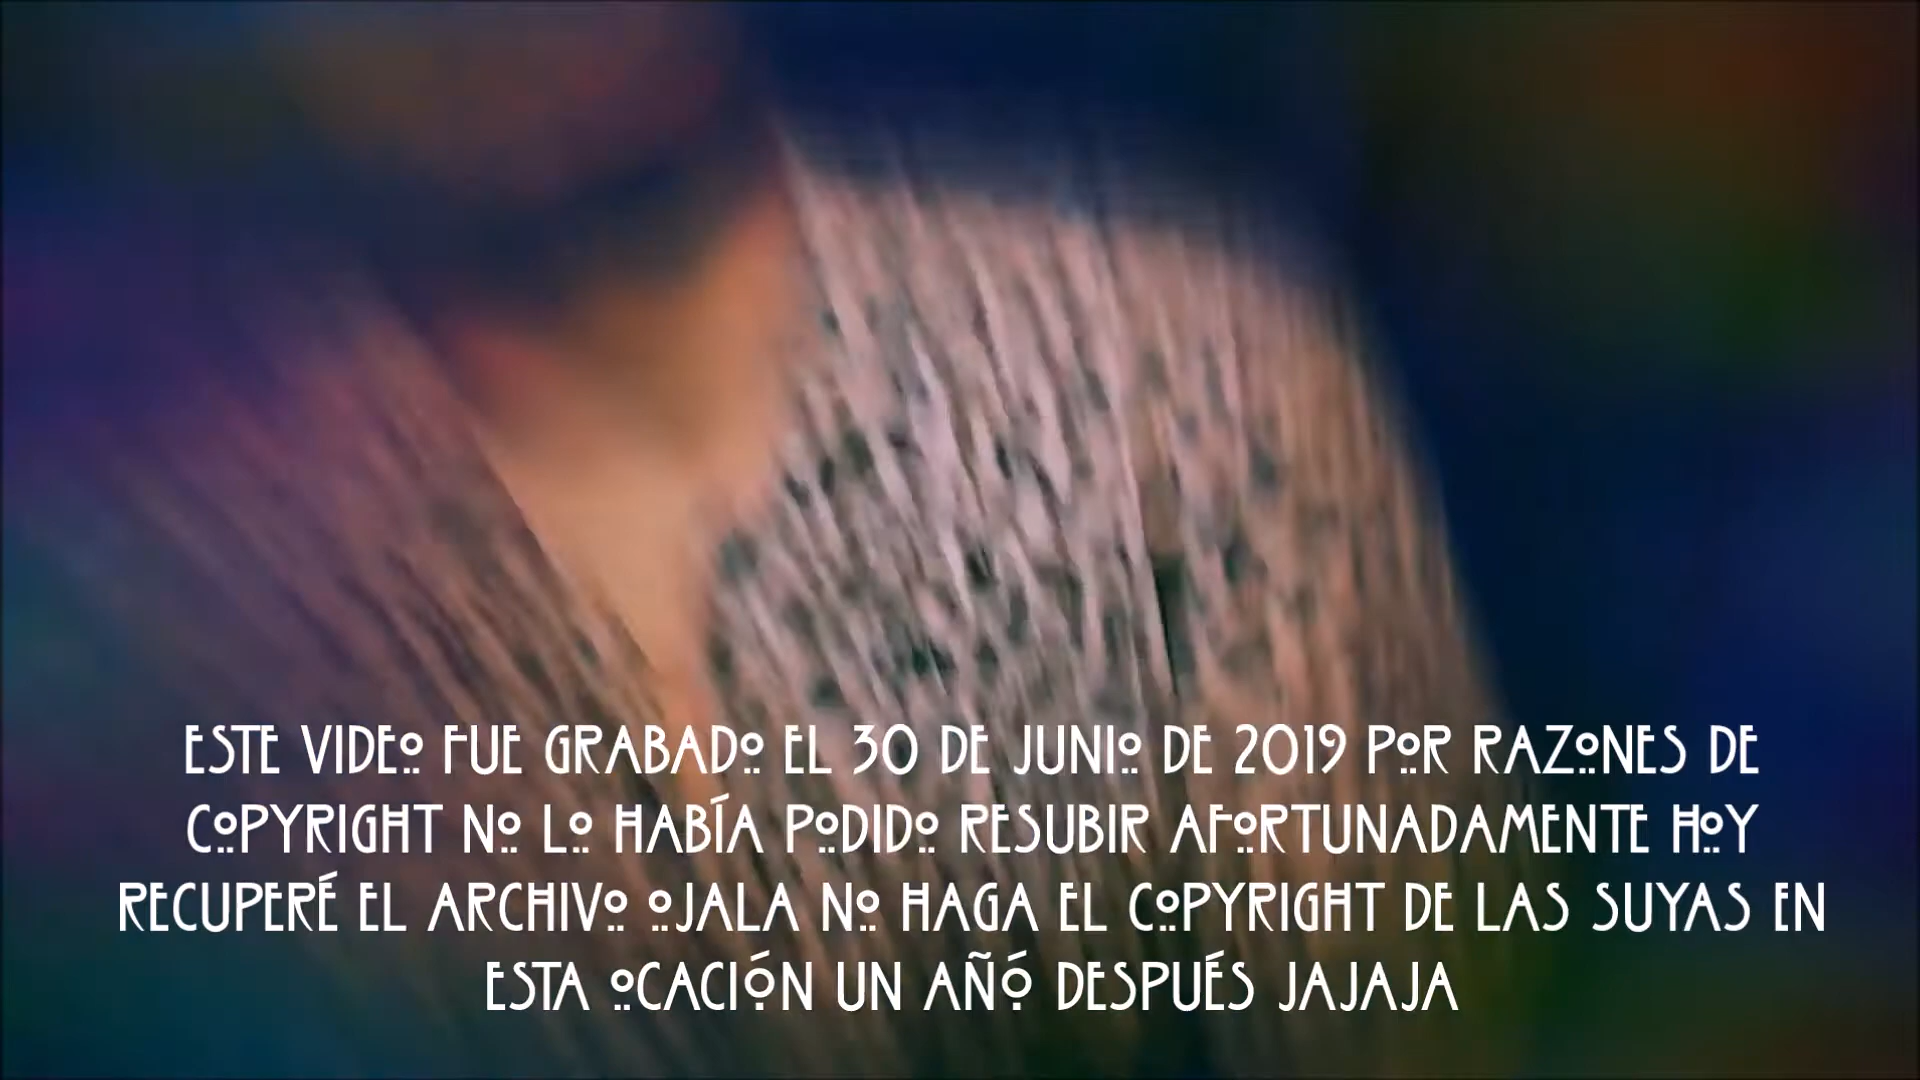 ESTE VIDEO FUE GRABADO EL 30 DE JUNIO DE 2019 POR RAZONES DE
COPYRIGHT NO LO HABÍA PODIDO RESUBIR AFORTUNADAMENTE HOY
RECUPERÉ EL ARCHIVO OJALA NO HAGA EL COPYRIGHT DE LAS SUYAS EN
ESTA OCACIÓN UN AÑÓ DESPUÉS JAJAJA